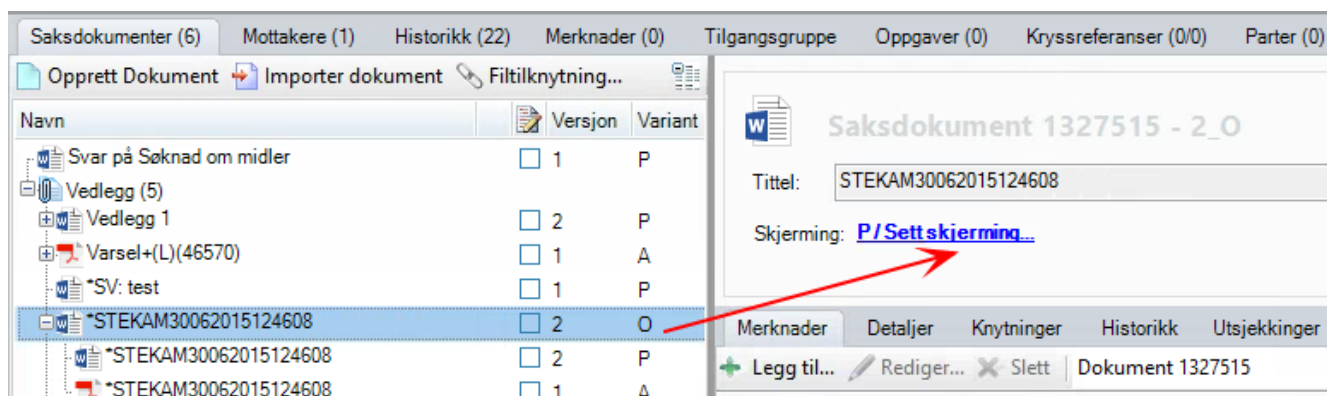 Saksdokumenter (6) Mottakere (1) Historikk (22) Merknader (0) Tilgangsgruppe Oppgaver (0) Kryssreferanser (0/0) Parter (0)
Opprett Dokument Importer dokument Filtilknytning...
Navn Versjon Variant
Svar på Søknad om midler 1 P
Vedlegg (5)
Vedlegg 1 2 P
Varsel+(L)(46570) 1 A
*SV: test 1 P
*STEKAM30062015124608 2 O
*STEKAM30062015124608 2 P
*STEKAM30062015124608 1 A
Saksdokument 1327515 - 2_O
Tittel: STEKAM30062015124608
Skjerming: P / Sett skjerming...
Merknader Detaljer Knytninger Historikk Utsjekkinger
Legg til... Rediger... Slett Dokument 1327515